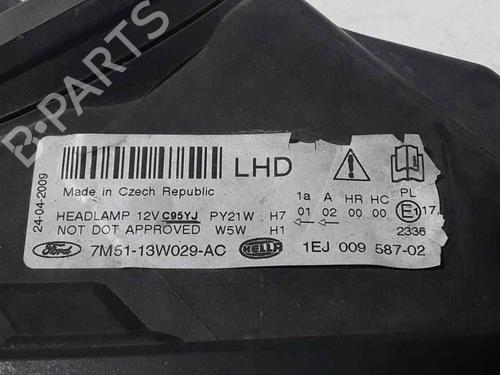 B-PARTS
24-04-2009
LHD
Made in Czech Republic
1a A HR HC PL
HEADLAMP 12V C95YJ PY21W H7 01 02 00 00 E1 17
NOT DOT APPROVED W5W H1 2336
Ford 7M51-13W029-AC HELLA 1EJ 009 587-02